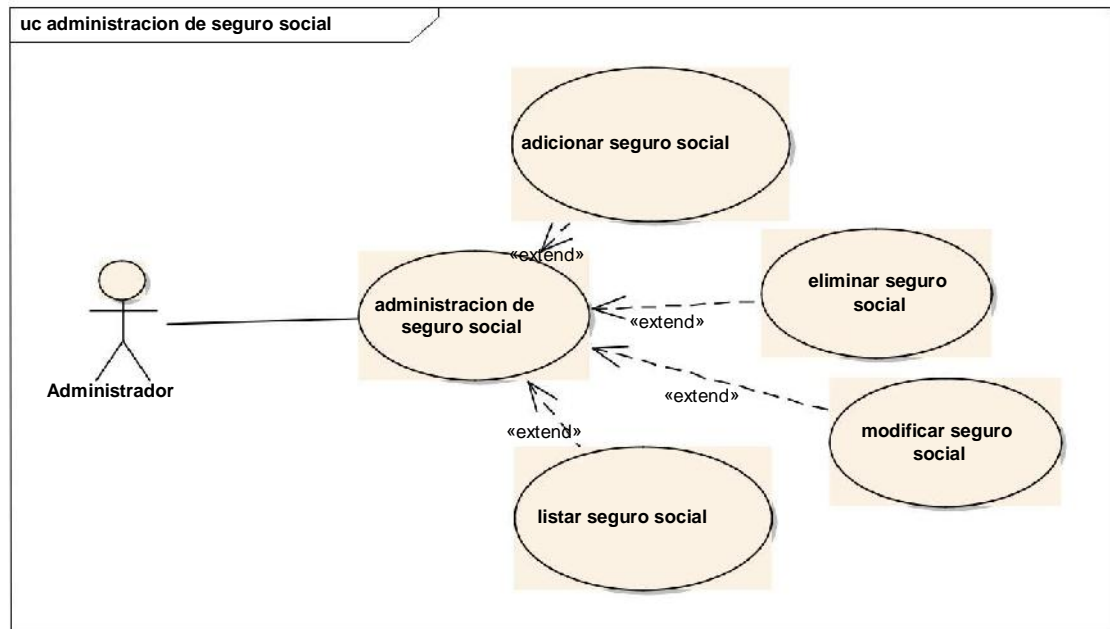 uc administracion de seguro social
adicionar seguro social
«extend»
eliminar seguro
social
administracion de
seguro social
«extend»
Administrador
«extend»
modificar seguro
social
«extend»
listar seguro social